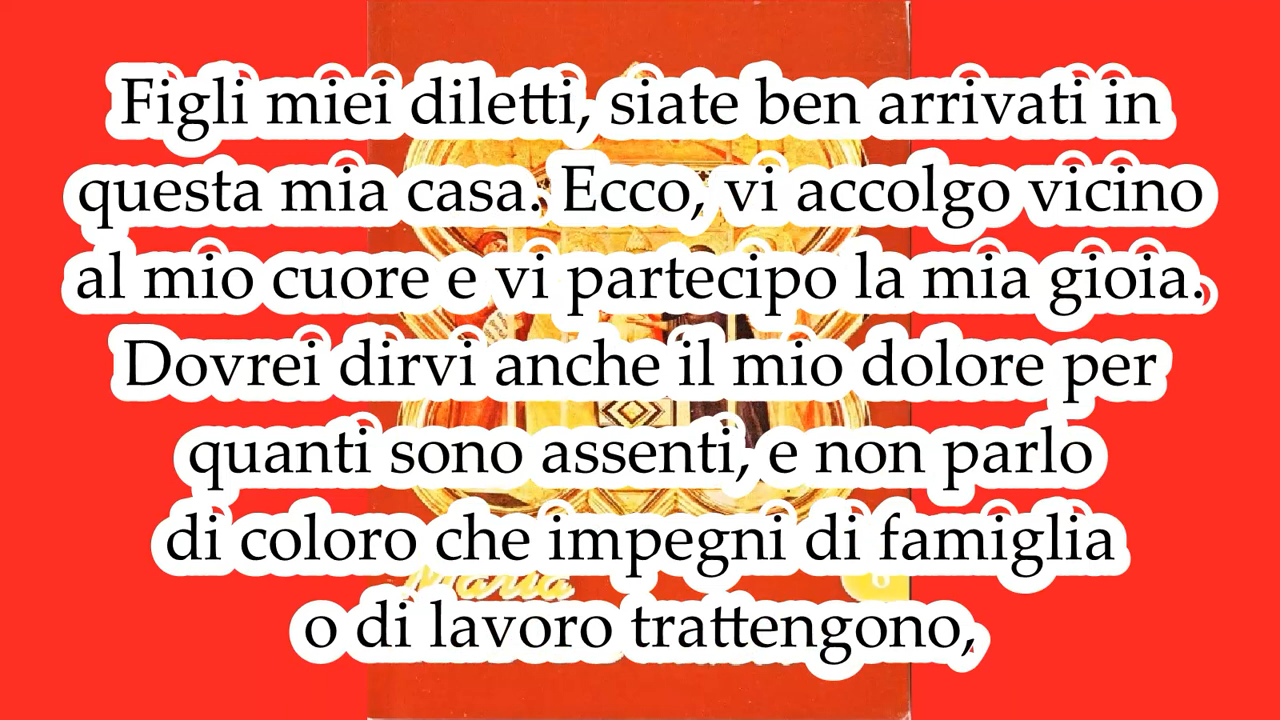 Figli miei diletti, siate ben arrivati in
questa mia casa. Ecco, vi accolgo vicino
al mio cuore e vi partecipo la mia gioia.
Dovrei dirvi anche il mio dolore per
quanti sono assenti, e non parlo
di coloro che impegni di famiglia
o di lavoro trattengono,
Maria
6